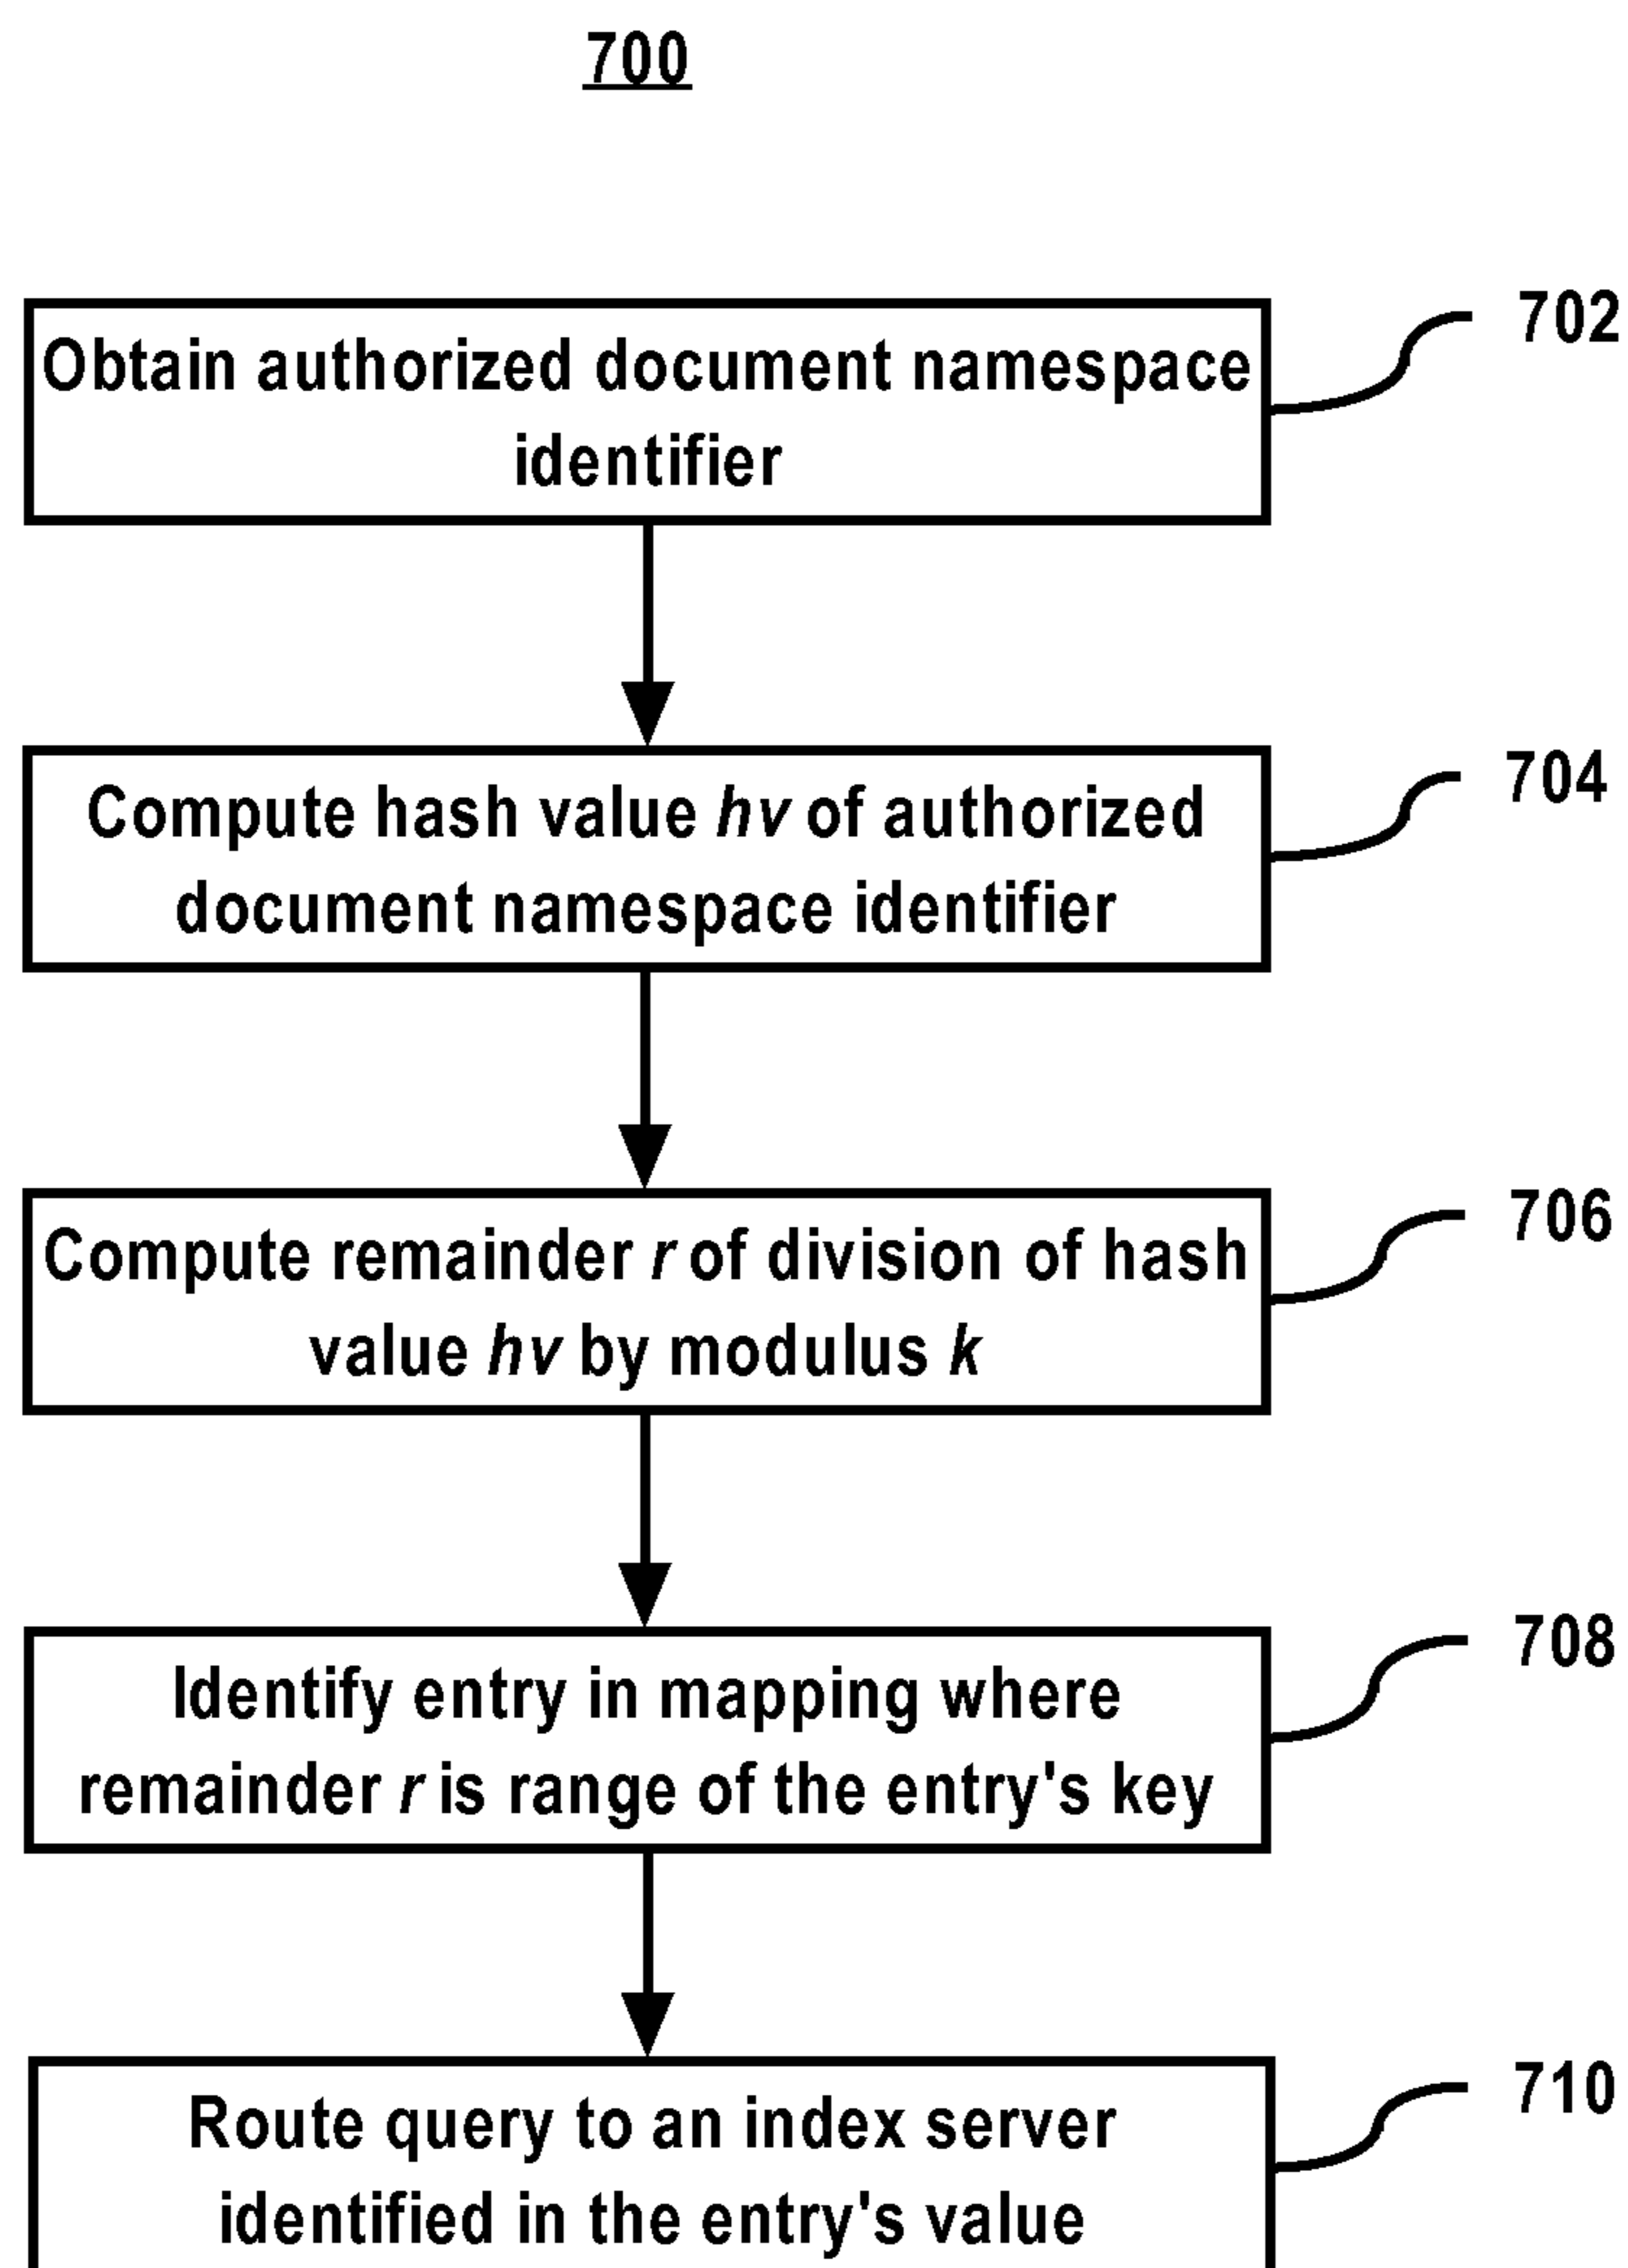 700
702
Obtain authorized document namespace
identifier
704
Compute hash value hv of authorized
document namespace identifier
706
Compute remainder r of division of hash
value hv by modulus k
708
Identify entry in mapping where
remainder r is range of the entry's key
710
Route query to an index server
identified in the entry's value